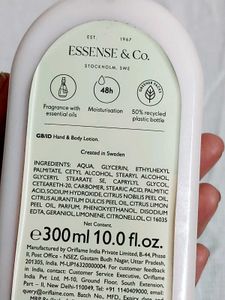 EST. 1967
ESSENSE & Co.
STOCKHOLM, SWE
48h
Fragrance with Moisturisation 50% recycled
essential oils plastic bottle
GB/ID Hand & Body Lotion.
Created in Sweden
INGREDIENTS: AQUA, GLYCERIN, ETHYLHEXYL
PALMITATE, CETYL ALCOHOL, STEARYL ALCOHOL,
GLYCERYL STEARATE SE, CAPRYLYL GLYCOL,
CETEARETH-20, CARBOMER, STEARIC ACID, PALMITIC
ACID, SODIUM HYDROXIDE, CITRUS NOBILIS PEEL OIL,
CITRUS AURANTIUM DULCIS PEEL OIL, CITRUS LIMON
PEEL OIL, PARFUM, PHENOXYETHANOL, DISODIUM
EDTA, GERANIOL, LIMONENE, CITRONELLOL, CI 16035
e 300ml 10.0 fl.oz.
Manufactured by Oriflame India Private Limited, B-44, Phase
II, Post Office - NSEZ, Gautam Budh Nagar, Uttar Pradesh
201305, India, M. For feedback
in India, contact: Customer Service Executive, Oriflame
India Pvt Ltd, M-10, Ground Floor, South Extension,
Part - II, New Delhi-110049, Tel: +91 1140409000, email:
query@oriflame.com. Batch No., MFD, Expiry